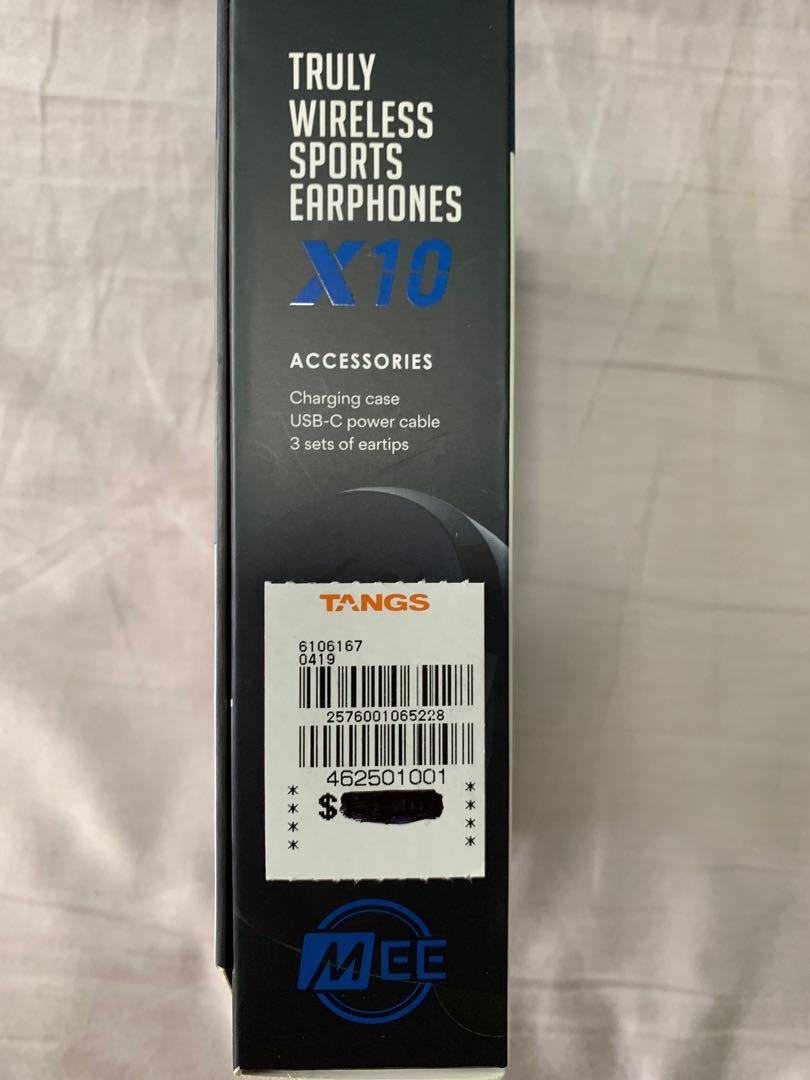 TRULY
WIRELESS
SPORTS
EARPHONES
X10
ACCESSORIES
Charging case
USB-C power cable
3 sets of eartips
TANGS
6106167
0419
2576001065228
462501001
* *
* $ *
* *
* *
MEE